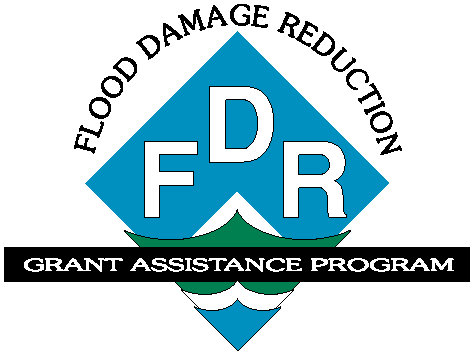 FLOOD DAMAGE REDUCTION
FDR
GRANT ASSISTANCE PROGRAM